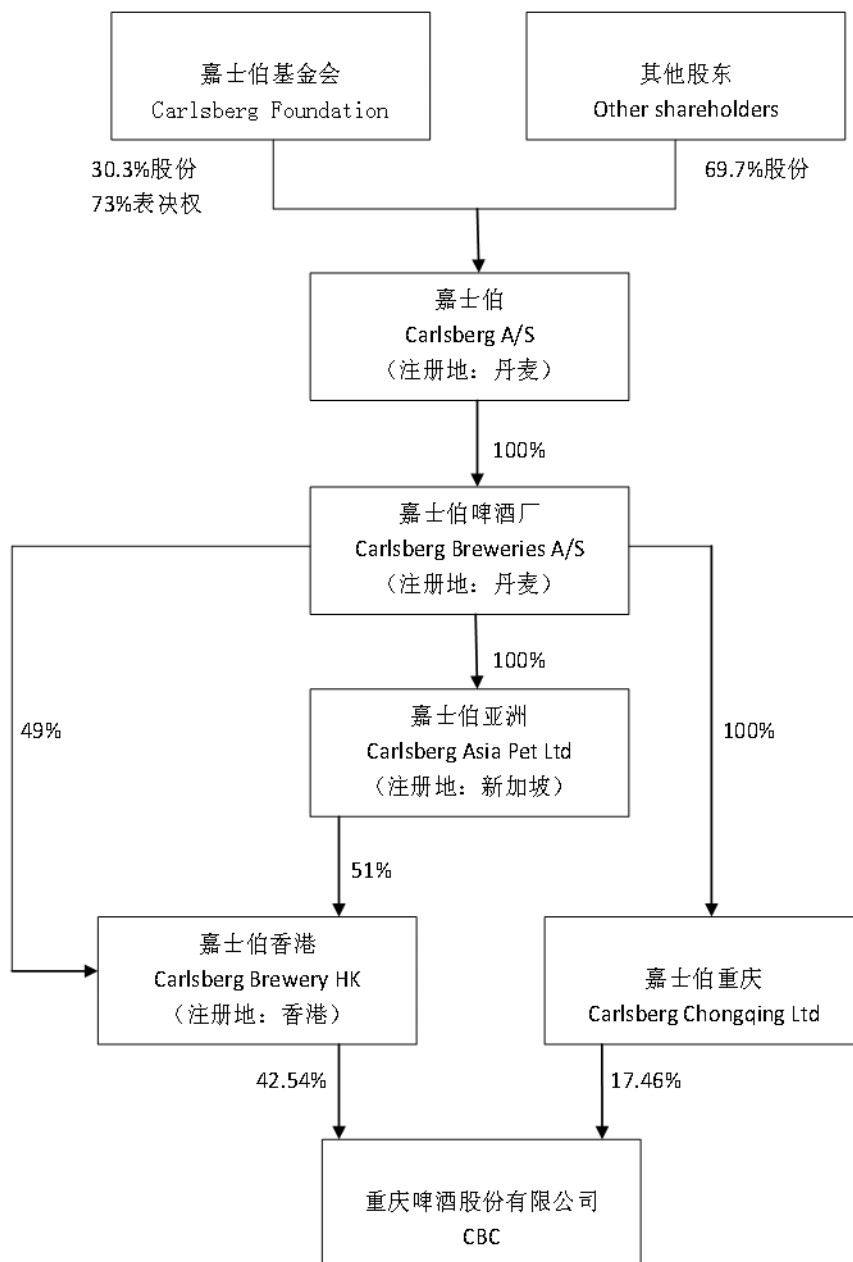 嘉士伯基金会
Carlsberg Foundation
其他股东
Other shareholders
30.3%股份
73%表决权
69.7%股份
嘉士伯
Carlsberg A/S
（注册地：丹麦）
100%
嘉士伯啤酒厂
Carlsberg Breweries A/S
（注册地：丹麦）
100%
49%
嘉士伯亚洲
Carlsberg Asia Pet Ltd
（注册地：新加坡）
100%
51%
嘉士伯香港
Carlsberg Brewery HK
（注册地：香港）
嘉士伯重庆
Carlsberg Chongqing Ltd
42.54%
17.46%
重庆啤酒股份有限公司
CBC